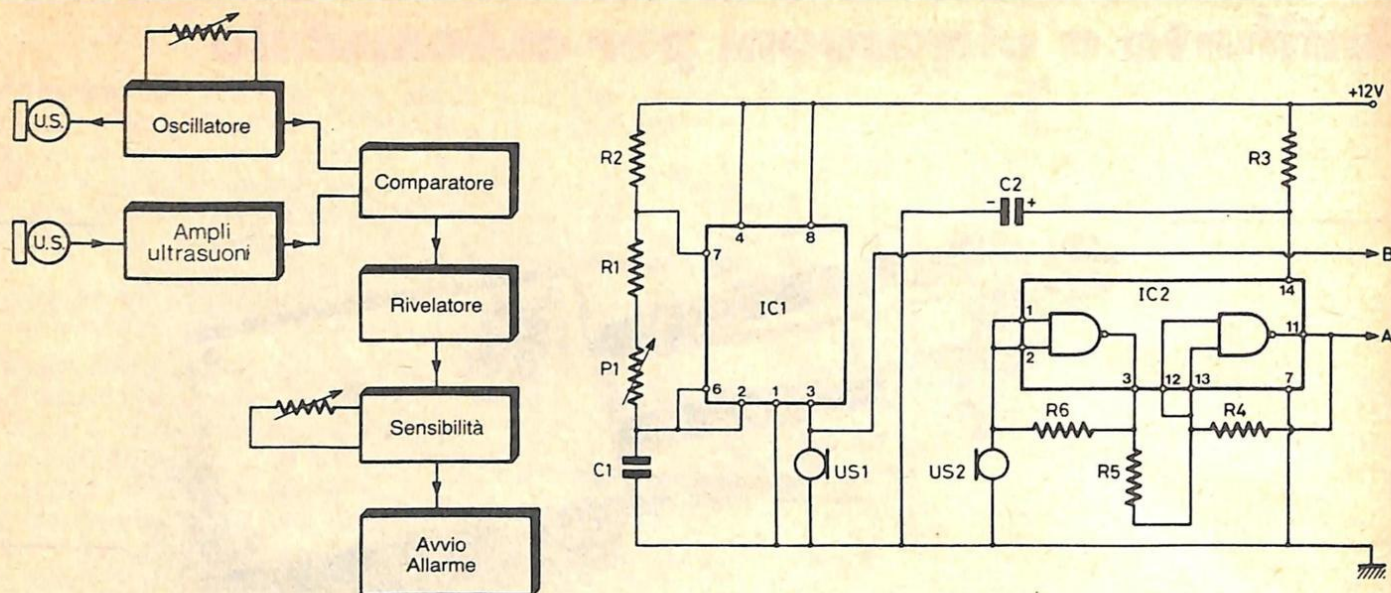 U.S.
Oscillatore
U.S.
Ampli
ultrasuoni
Comparatore
Rivelatore
Sensibilità
Avvio
Allarme
+12V
R2
R3
C2
- +
4 8
7
R1
IC1
B
IC2
14
1
2
11
A
P1
6 2 1 3
3 12 13 7
R6
R4
C1
US1
US2
R5